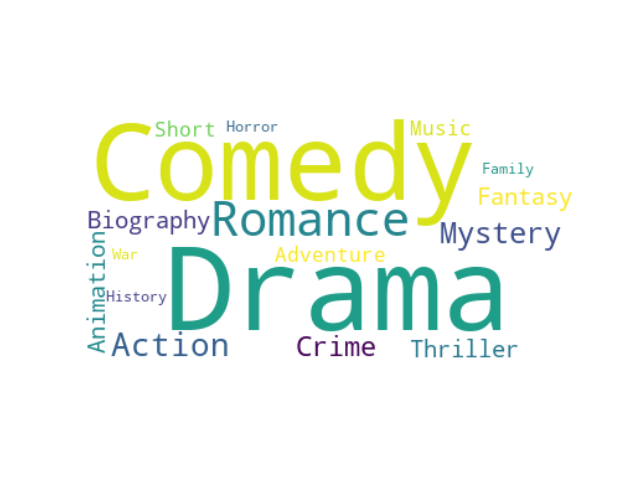 Comedy
Short
Horror
Music
Family
Fantasy
Biography
Romance
Mystery
Animation
War
Adventure
Drama
History
Action
Crime
Thriller